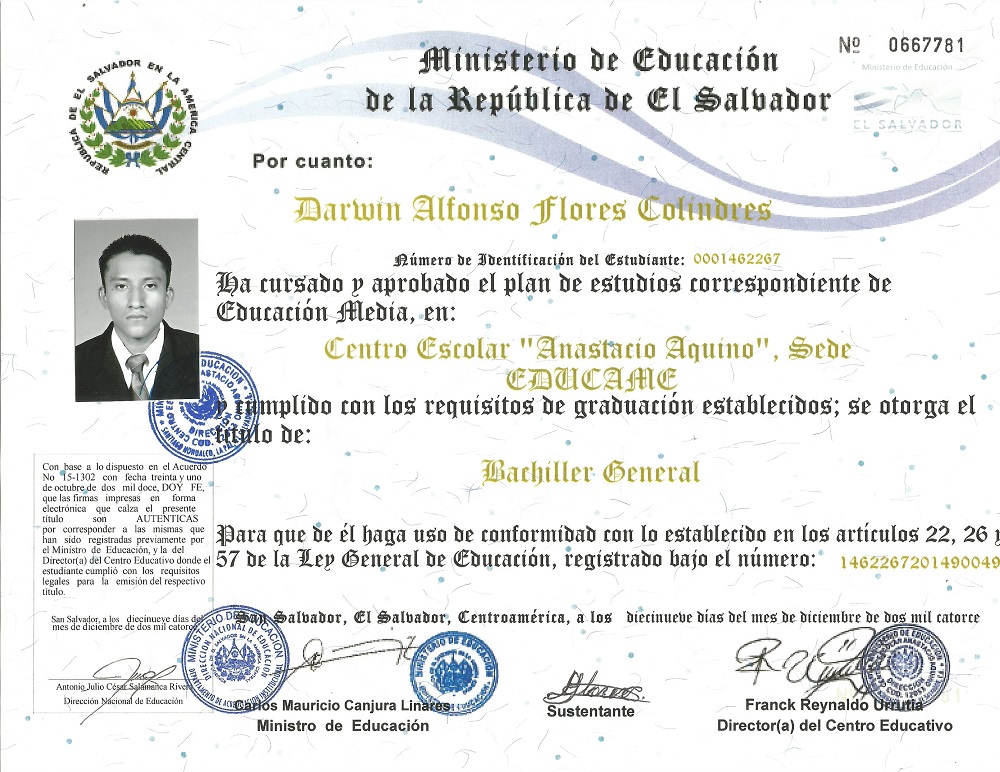 Nº 0667781
Ministerio de Educación
EL SALVADOR
REPUBLICA DE EL SALVADOR EN LA AMERICA CENTRAL
Ministerio de Educación
de la República de El Salvador
Por cuanto:
Darwin Alfonso Flores Colindres
Número de Identificación del Estudiante: 0001462267
Ha cursado y aprobado el plan de estudios correspondiente de
Educación Media, en:
Centro Escolar "Anastacio Aquino", Sede
EDUCAME
y cumplido con los requisitos de graduación establecidos; se otorga el
título de:
Bachiller General
Con base a lo dispuesto en el Acuerdo
No 15-1302 con fecha treinta y uno
de octubre de dos mil doce, DOY FE,
que las firmas impresas en forma
electrónica que calza el presente
título son AUTENTICAS
por corresponder a las mismas que
han sido registradas previamente por
el Ministro de Educación, y la del
Director(a) del Centro Educativo donde el
estudiante cumplió con los requisitos
legales para la emisión del respectivo
título.
Para que de él haga uso de conformidad con lo establecido en los artículos 22, 26 y
57 de la Ley General de Educación, registrado bajo el número: 1462267201490049
San Salvador, a los diecinueve días del
mes de diciembre de dos mil catorce
San Salvador, El Salvador, Centroamérica, a los diecinueve días del mes de diciembre de dos mil catorce
MINISTERIO DE EDUCACION
DIRECCION NACIONAL DE EDUCACION
MINISTERIO DE EDUCACION
Antonio Julio César Salamanca Rivera
Dirección Nacional de Educación
Carlos Mauricio Canjura Linares
Ministro de Educación
Sustentante
Franck Reynaldo Urrutia
Director(a) del Centro Educativo